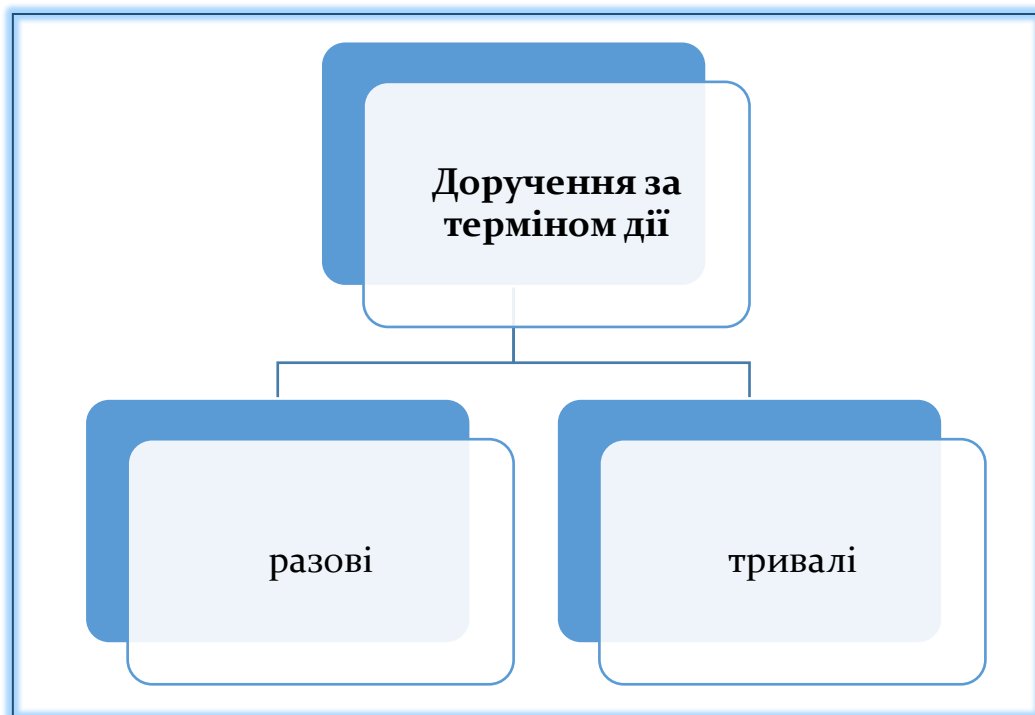 Доручення за
терміном дії
разові
тривалі